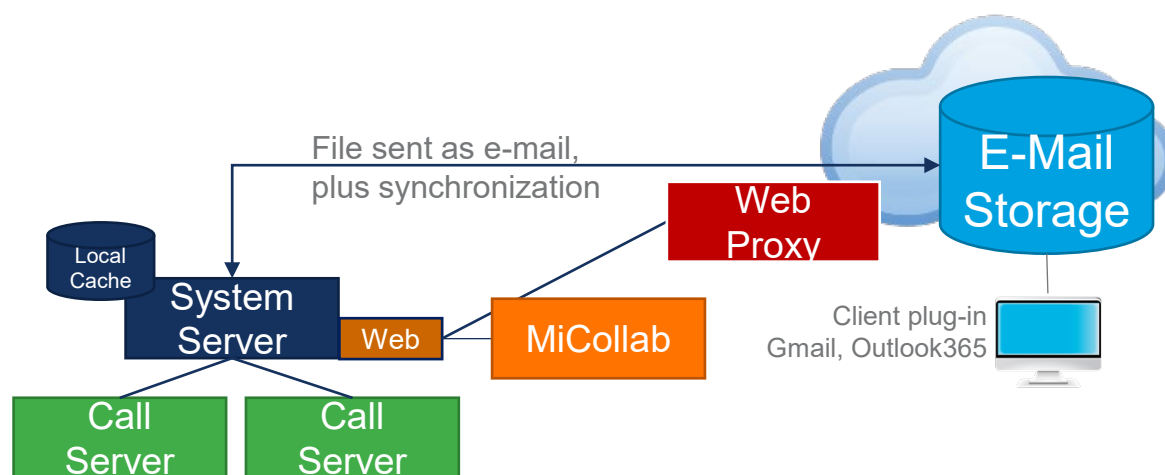 File sent as e-mail,
plus synchronization
E-Mail
Storage
Web
Proxy
Local
Cache
System
Server
Web
MiCollab
Client plug-in
Gmail, Outlook365
Call
Server
Call
Server